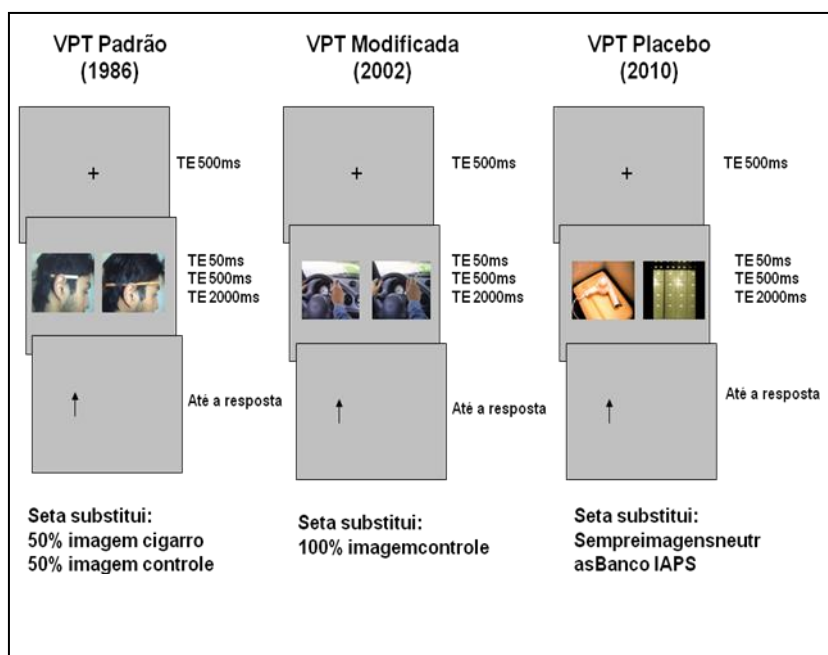 VPT Padrão
(1986)
TE 500ms
TE 50ms
TE 500ms
TE 2000ms
Até a resposta
Seta substitui:
50% imagem cigarro
50% imagem controle
VPT Modificada
(2002)
TE 500ms
TE 50ms
TE 500ms
TE 2000ms
Até a resposta
Seta substitui:
100% imagemcontrole
VPT Placebo
(2010)
TE 500ms
TE 50ms
TE 500ms
TE 2000ms
Até a resposta
Seta substitui:
Sempreimagensneutr
asBanco IAPS